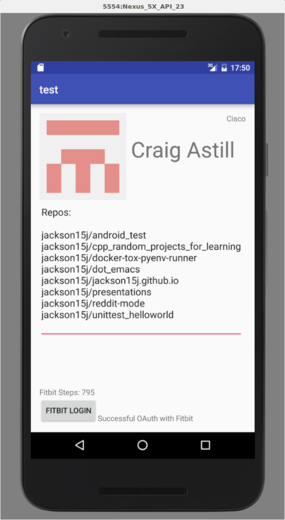 5554:Nexus_5X_API_23
17:50
test
Cisco
Craig Astill
Repos:
jackson15j/android_test
jackson15j/cpp_random_projects_for_learning
jackson15j/docker-tox-pyenv-runner
jackson15j/dot_emacs
jackson15j/jackson15j.github.io
jackson15j/presentations
jackson15j/reddit-mode
jackson15j/unittest_helloworld
Fitbit Steps: 795
FITBIT LOGIN
Successful OAuth with Fitbit